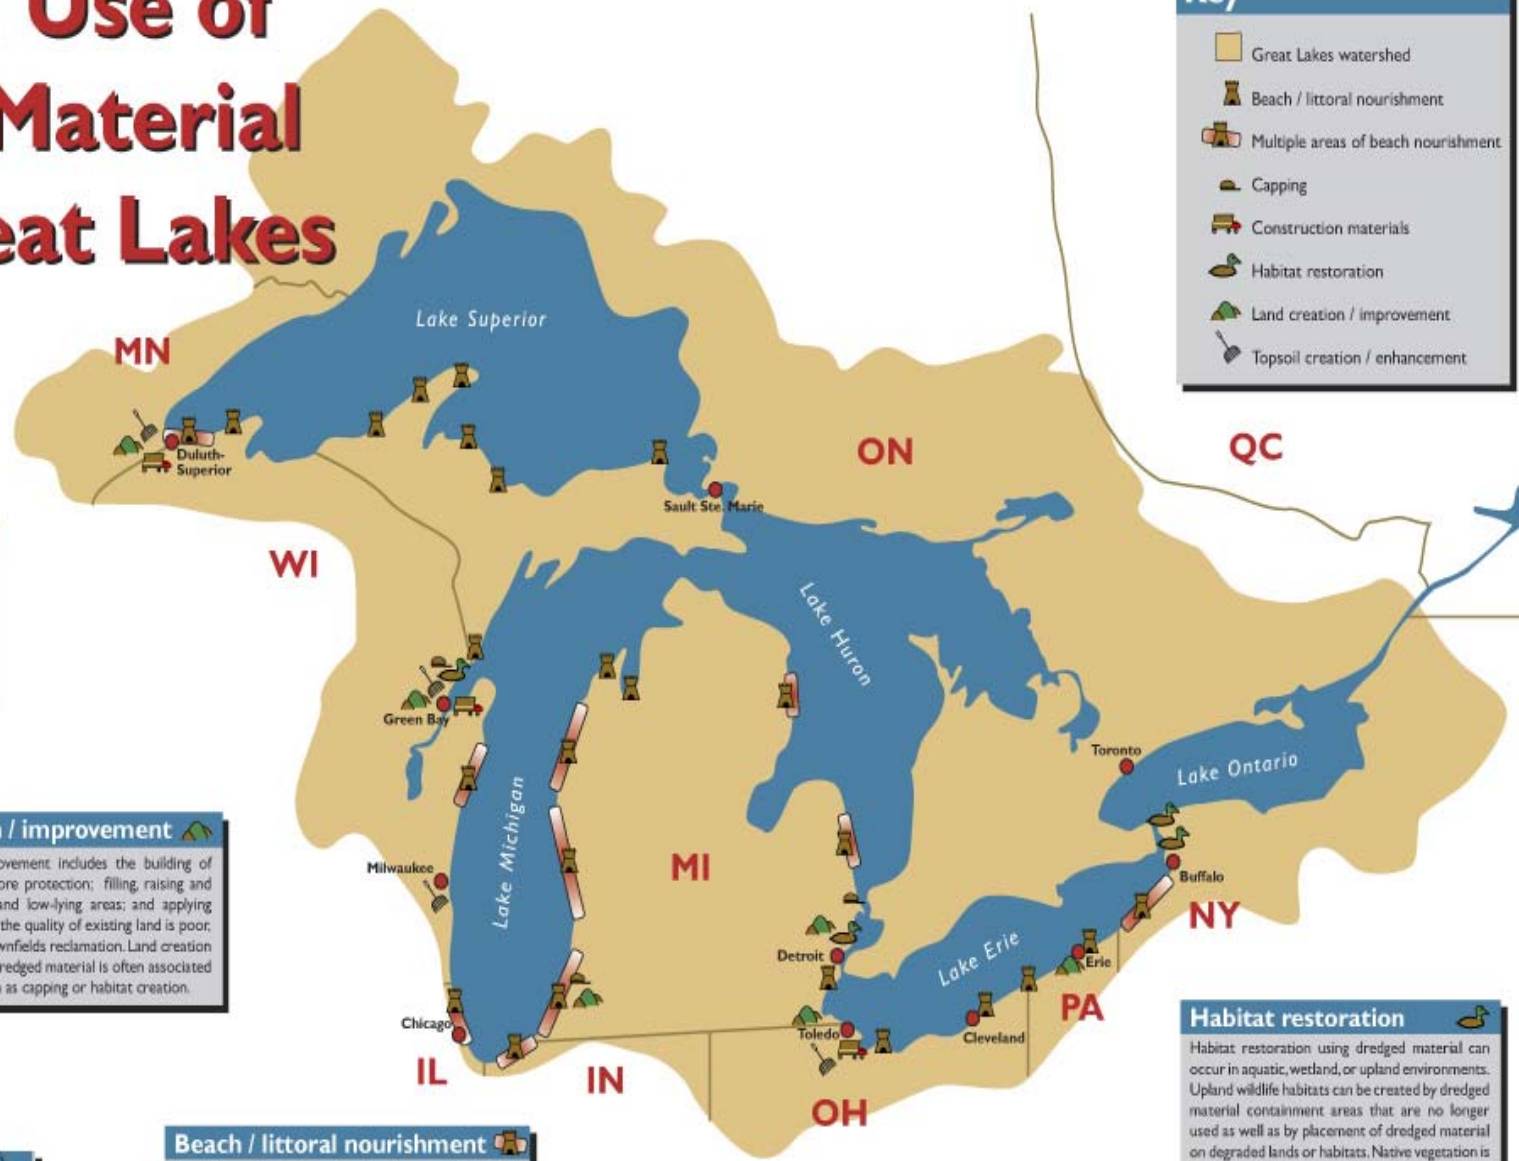 Use of
Material
eat Lakes
Key
Great Lakes watershed
Beach / littoral nourishment
Multiple areas of beach nourishment
Capping
Construction materials
Habitat restoration
Land creation / improvement
Topsoil creation / enhancement
Lake Superior
MN
Duluth-
Superior
ON
QC
Sault Ste. Marie
WI
Lake Huron
Green Bay
Toronto
Lake Ontario
Lake Michigan
Milwaukee
MI
Buffalo
NY
Detroit
Lake Erie
Erie
PA
Chicago
Toledo
Cleveland
IL
IN
OH
/ improvement
ovement includes the building of
ore protection; filling, raising and
and low-lying areas; and applying
the quality of existing land is poor,
wnfields reclamation. Land creation
redged material is often associated
as capping or habitat creation.
Beach / littoral nourishment
Habitat restoration
Habitat restoration using dredged material can
occur in aquatic, wetland, or upland environments.
Upland wildlife habitats can be created by dredged
material containment areas that are no longer
used as well as by placement of dredged material
on degraded lands or habitats. Native vegetation is